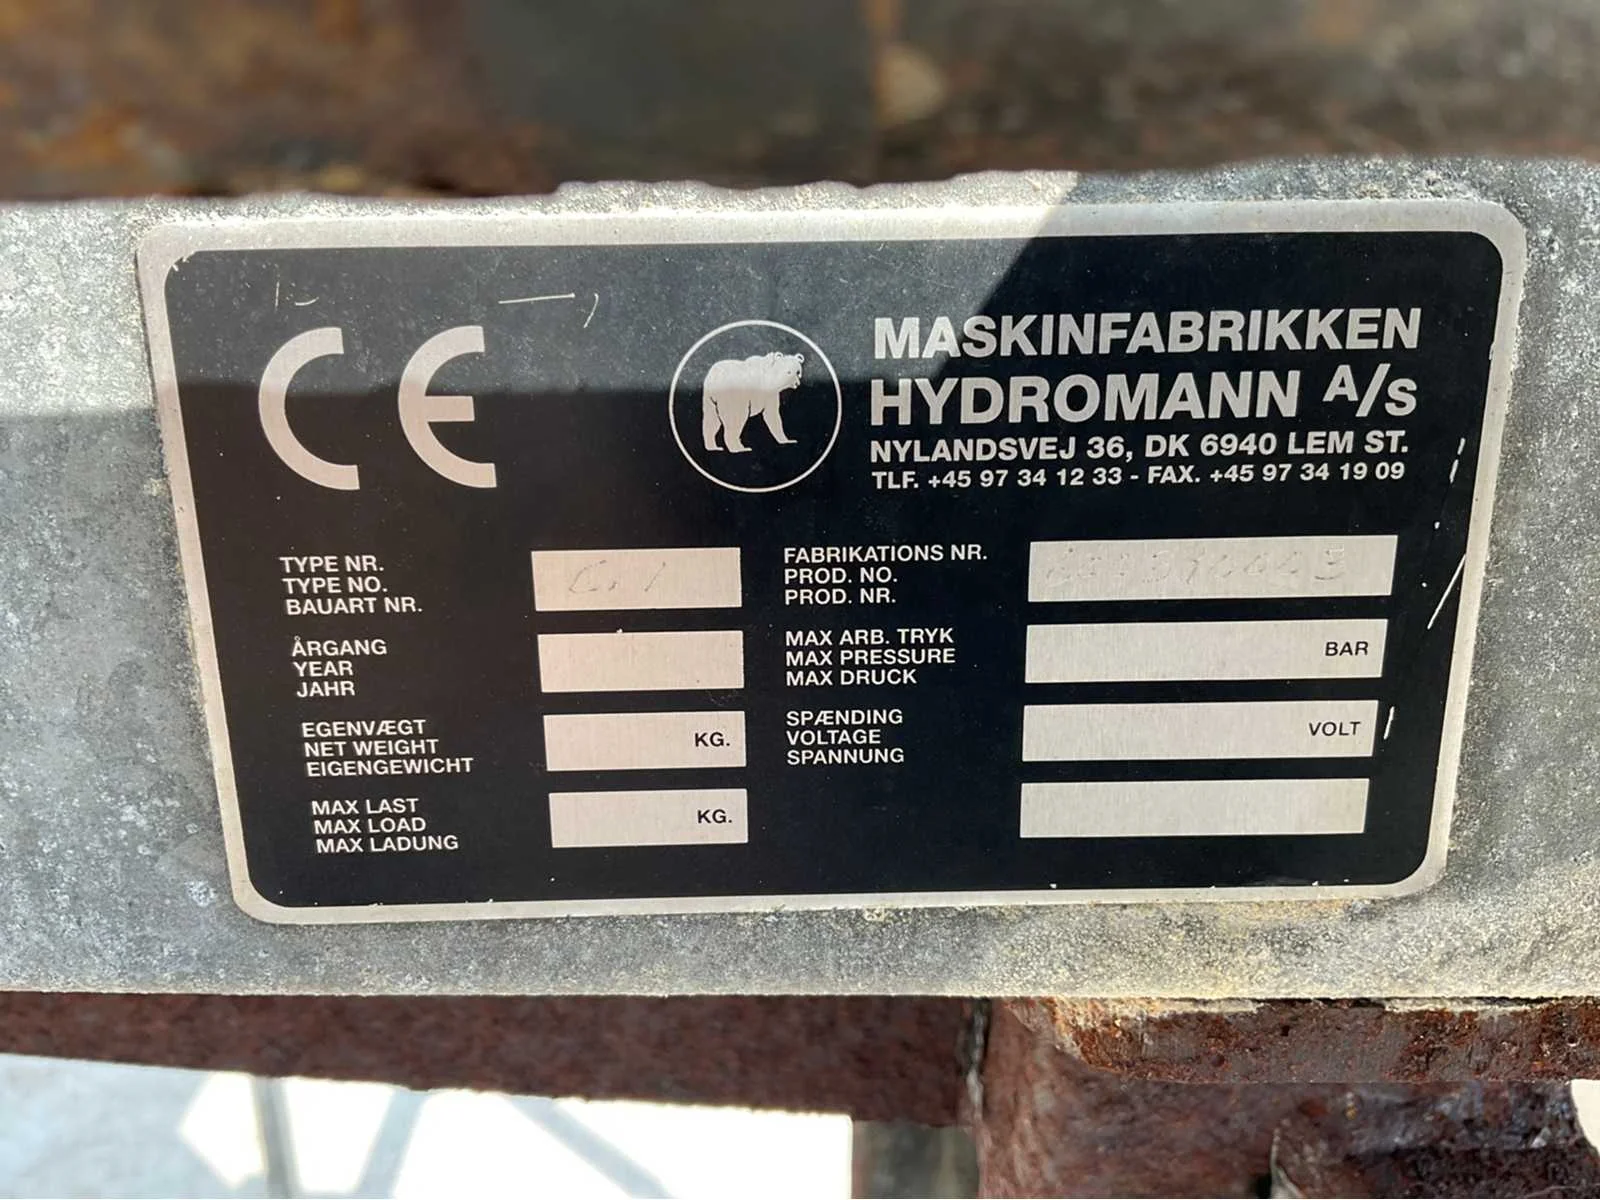 CE
MASKINFABRIKKEN
HYDROMANN A/S
NYLANDSVEJ 36, DK 6940 LEM ST.
TLF. +45 97 34 12 33 - FAX. +45 97 34 19 09
TYPE NR.
TYPE NO.
BAUART NR.
FABRIKATIONS NR.
PROD. NO.
PROD. NR.
ÅRGANG
YEAR
JAHR
MAX ARB. TRYK
MAX PRESSURE
MAX DRUCK
BAR
EGENVÆGT
NET WEIGHT
EIGENGEWICHT
KG.
SPÆNDING
VOLTAGE
SPANNUNG
VOLT
MAX LAST
MAX LOAD
MAX LADUNG
KG.